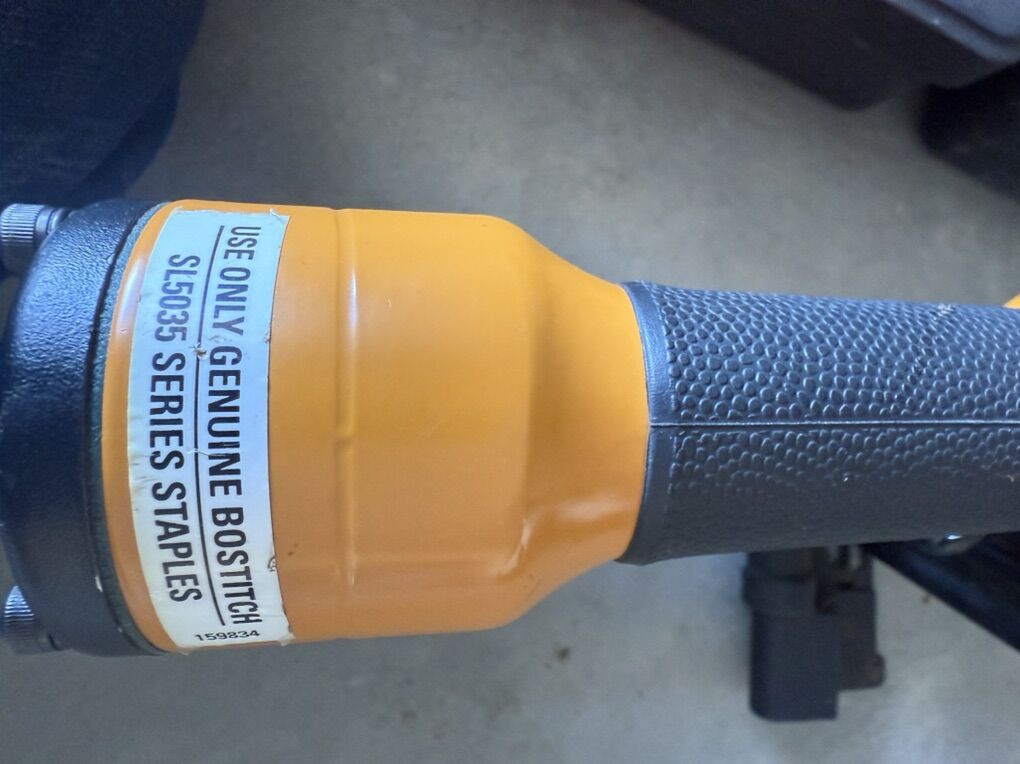 USE ONLY GENUINE BOSTITCH
SL5035 SERIES STAPLES
159834